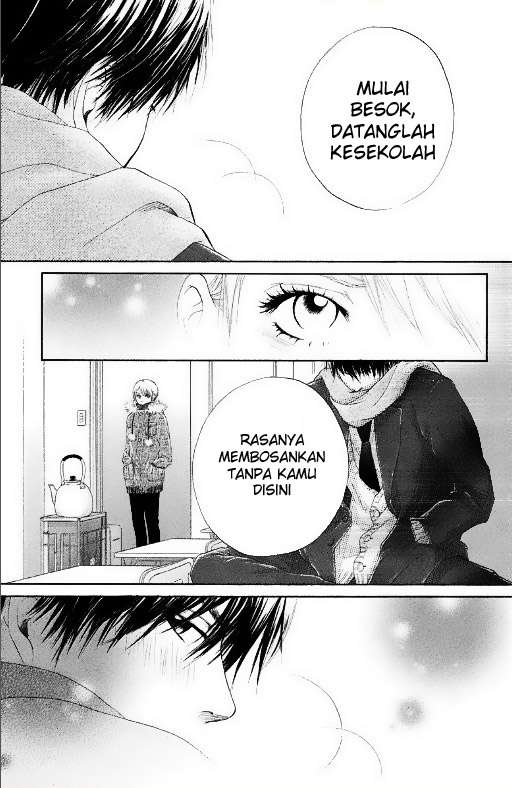 MULAI
BESOK,
DATANGLAH
KESEKOLAH
RASANYA
MEMBOSANKAN
TANPA KAMU
DISINI